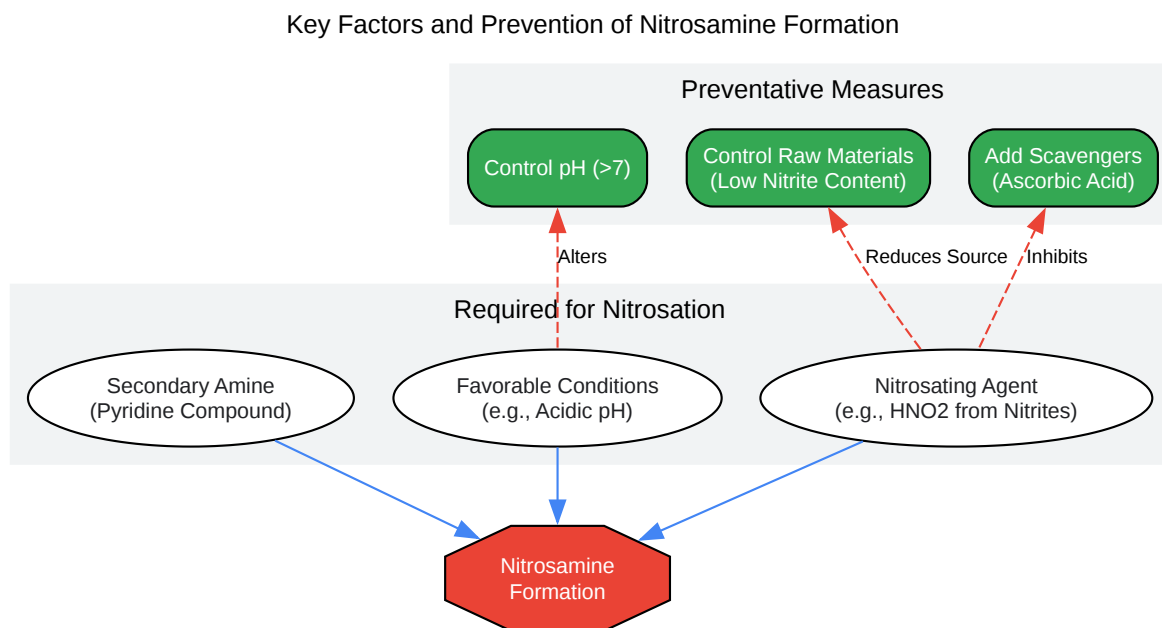 Key Factors and Prevention of Nitrosamine Formation
Preventative Measures
Control pH (>7)
Control Raw Materials
(Low Nitrite Content)
Add Scavengers
(Ascorbic Acid)
Alters
Reduces Source
Inhibits
Required for Nitrosation
Secondary Amine
(Pyridine Compound)
Favorable Conditions
(e.g., Acidic pH)
Nitrosating Agent
(e.g., HNO2 from Nitrites)
Nitrosamine
Formation